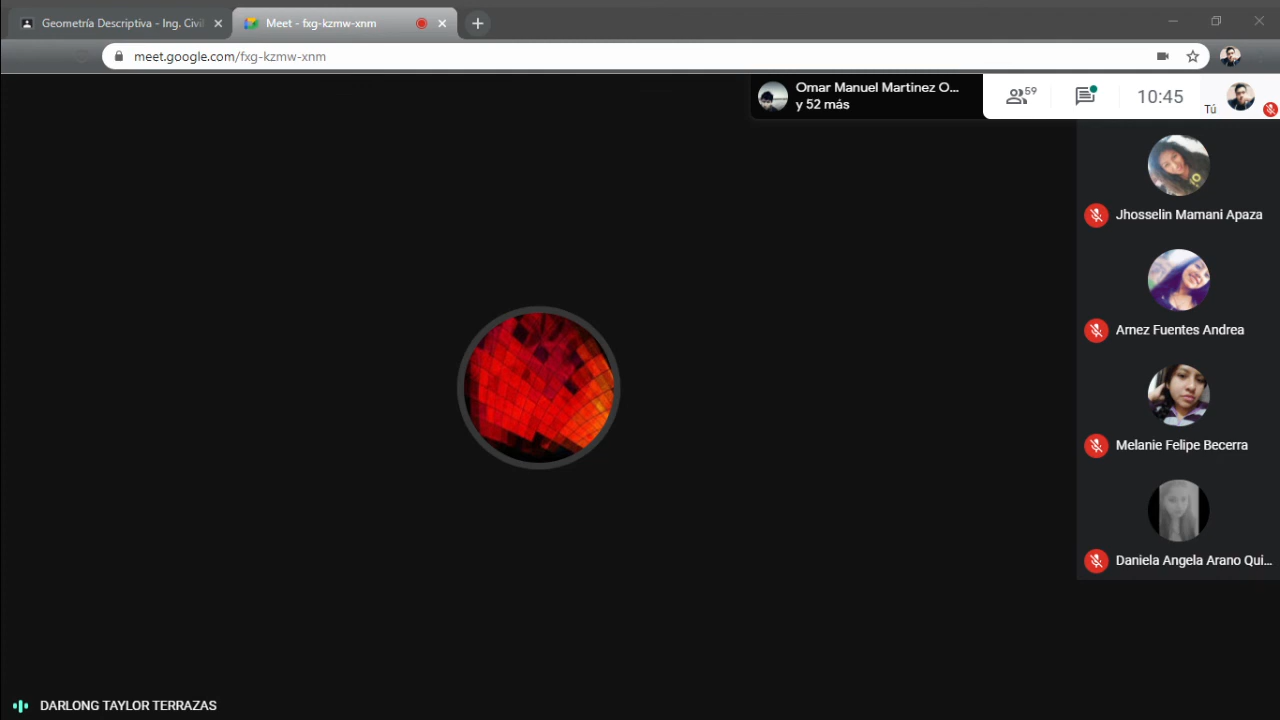 Geometría Descriptiva - Ing. Civil
Meet - fxg-kzmw-xnm
meet.google.com/fxg-kzmw-xnm
Omar Manuel Martinez O...
y 52 más
59
10:45
Tú
Jhosselin Mamani Apaza
Arnez Fuentes Andrea
Melanie Felipe Becerra
Daniela Angela Arano Qui...
DARLONG TAYLOR TERRAZAS